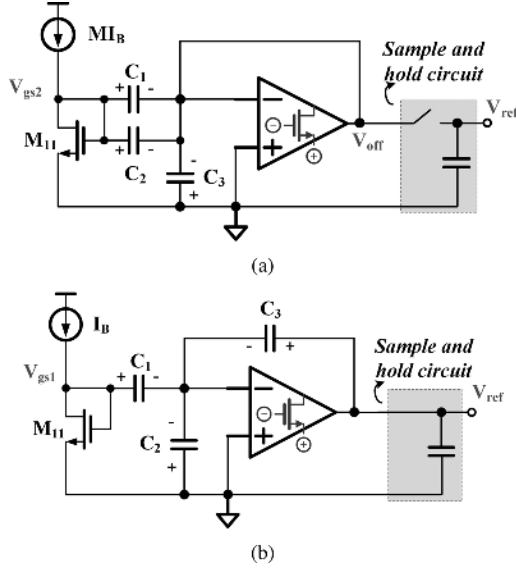 MI_B
Sample and
hold circuit
V_gs2
C_1
+ -
V_ref
M_11
+ -
C_2
-
+
C_3
−
+
⊖
⊕
V_off
(a)
I_B
C_3
- +
Sample and
hold circuit
V_gs1
C_1
+ -
V_ref
M_11
C_2
-
+
−
+
⊖
⊕
(b)